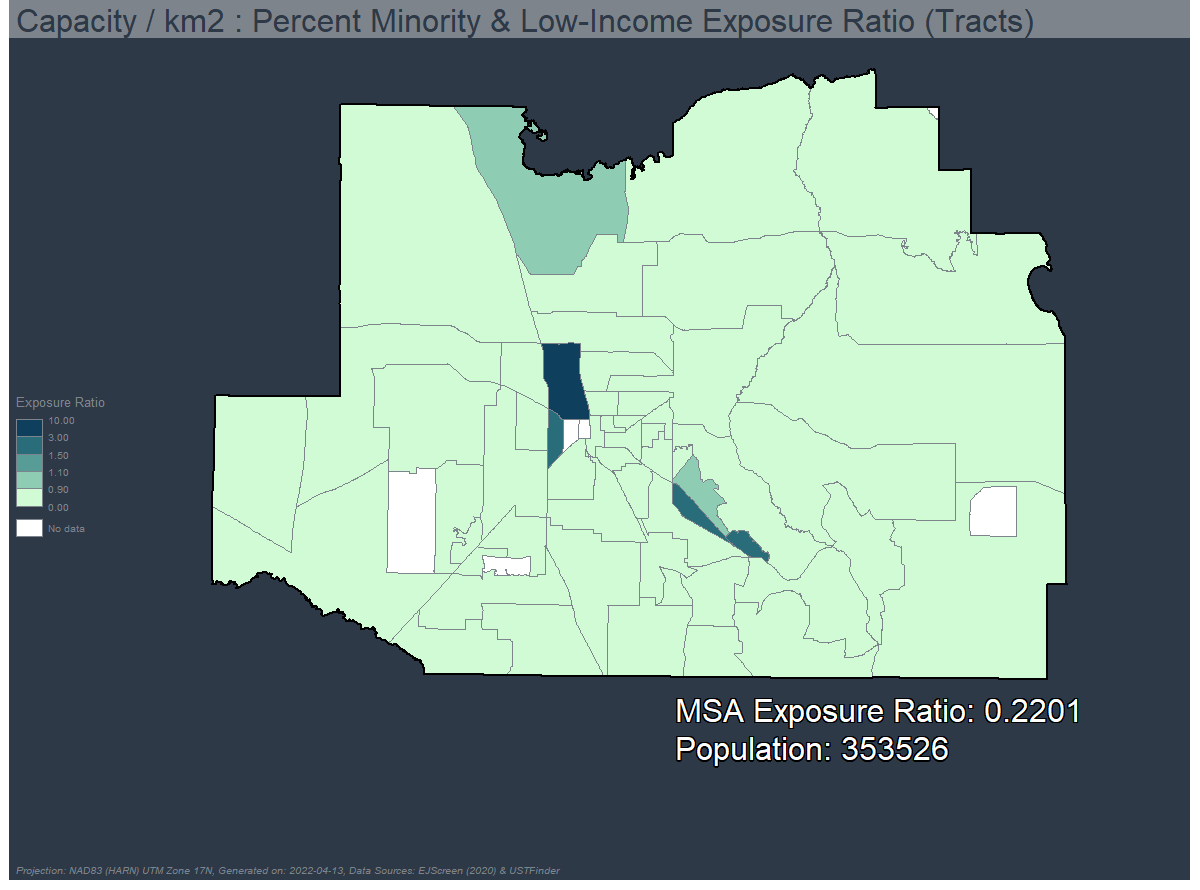 Capacity / km2 : Percent Minority & Low-Income Exposure Ratio (Tracts)
Exposure Ratio
10.00
3.00
1.50
1.10
0.90
0.00
No data
MSA Exposure Ratio: 0.2201
Population: 353526
Projection: NAD83 (HARN) UTM Zone 17N, Generated on: 2022-04-13, Data Sources: EJScreen (2020) & USTFinder